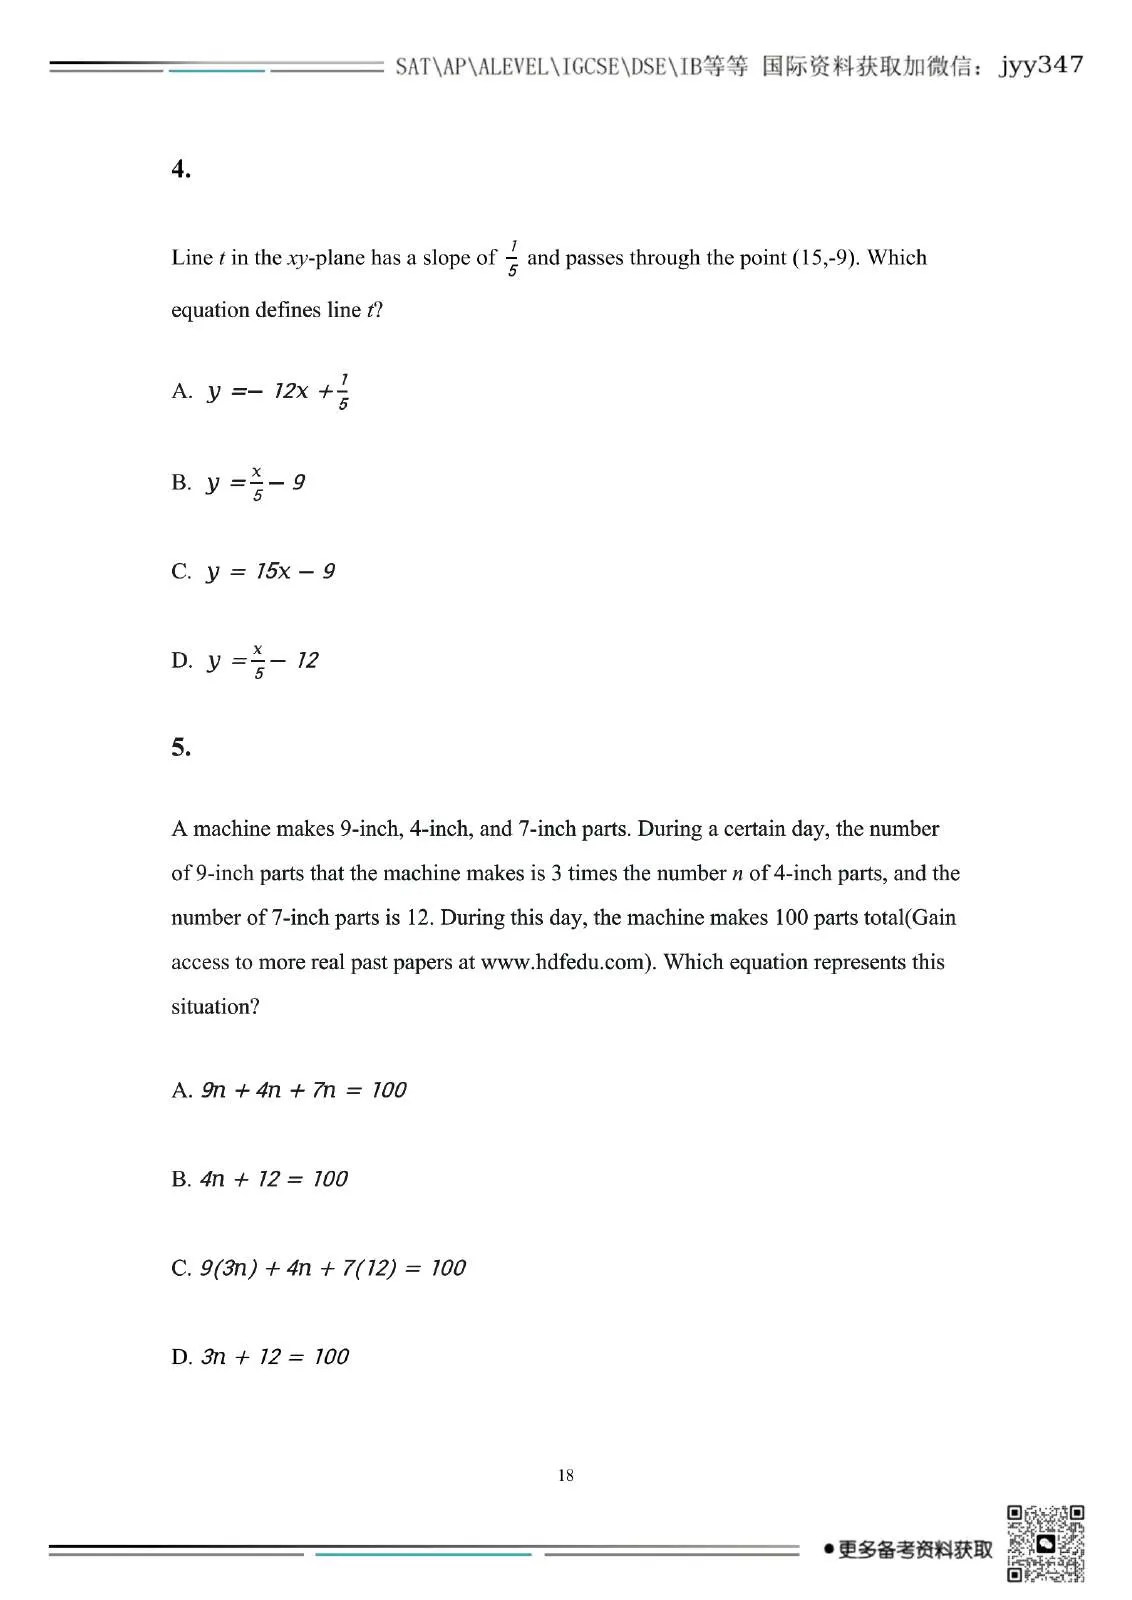 SAT\AP\ALEVEL\IGCSE\DSE\IB等等 国际资料获取加微信： jyy347
4.
Line t in the xy-plane has a slope of 1/5 and passes through the point (15,-9). Which
equation defines line t?
A. y =− 12x + 1/5
B. y = x/5 − 9
C. y = 15x − 9
D. y = x/5 − 12
5.
A machine makes 9-inch, 4-inch, and 7-inch parts. During a certain day, the number
of 9-inch parts that the machine makes is 3 times the number n of 4-inch parts, and the
number of 7-inch parts is 12. During this day, the machine makes 100 parts total(Gain
access to more real past papers at www.hdfedu.com). Which equation represents this
situation?
A. 9n + 4n + 7n = 100
B. 4n + 12 = 100
C. 9(3n) + 4n + 7(12) = 100
D. 3n + 12 = 100
18
●更多备考资料获取